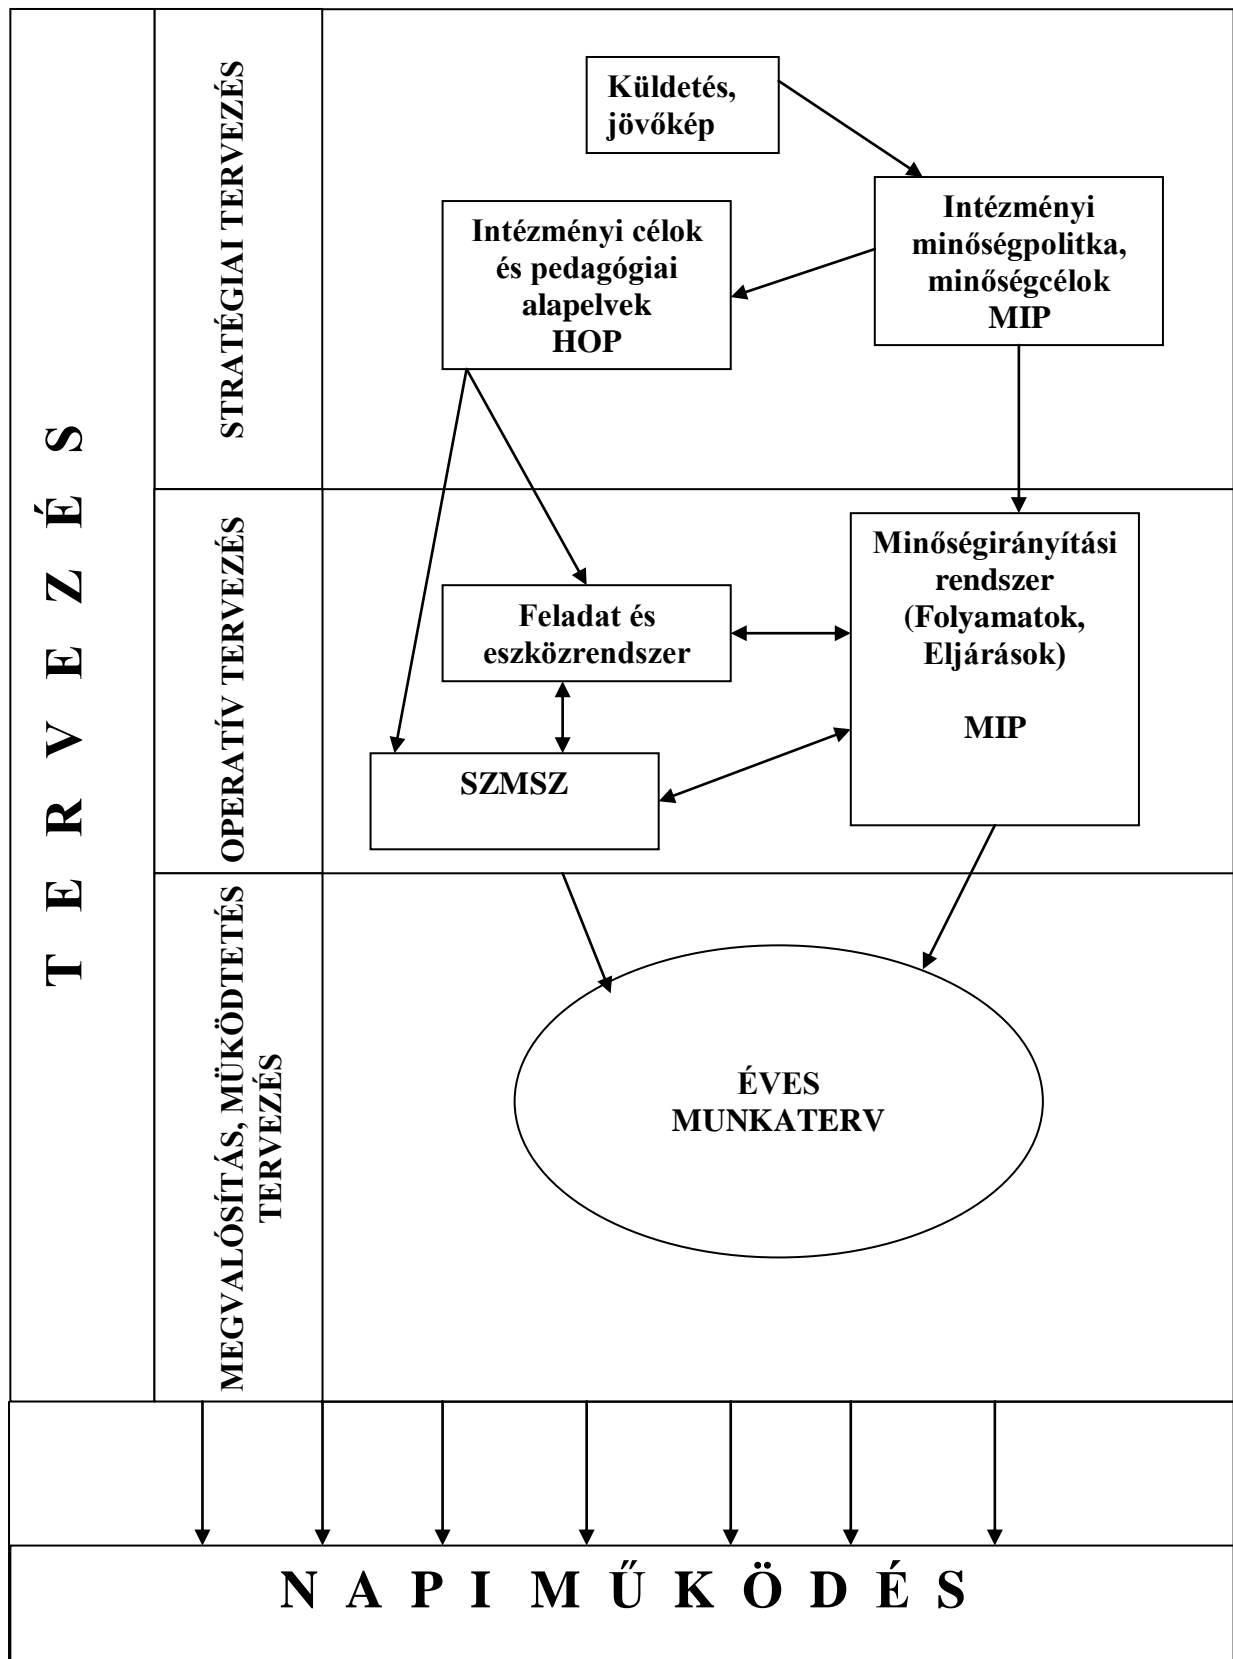 T E R V E Z É S
STRATÉGIAI TERVEZÉS
Küldetés,
jövőkép
Intézményi
minőségpolitka,
minőségcélok
MIP
Intézményi célok
és pedagógiai
alapelvek
HOP
OPERATÍV TERVEZÉS
Minőségirányítási
rendszer
(Folyamatok,
Eljárások)
MIP
Feladat és
eszközrendszer
SZMSZ
MEGVALÓSÍTÁS, MÜKÖDTETÉS
TERVEZÉS
ÉVES
MUNKATERV
N A P I M Ű K Ö D É S